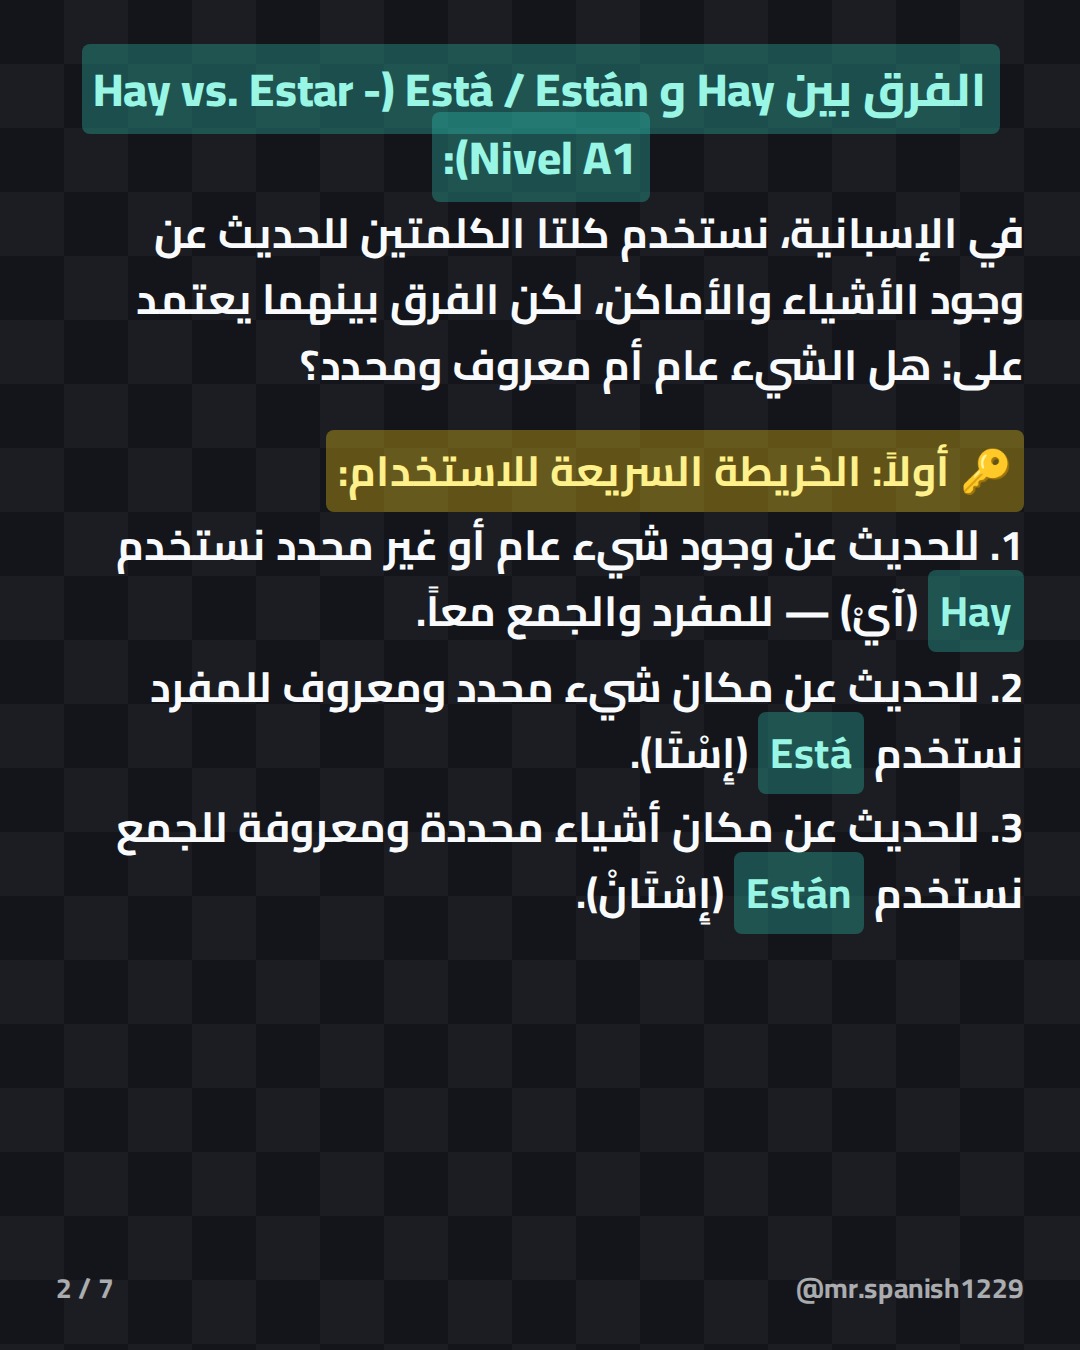 الفرق بين Hay و Está / Están (Hay vs. Estar -
Nivel A1):
في الإسبانية، نستخدم كلتا الكلمتين للحديث عن
وجود الأشياء والأماكن، لكن الفرق بينهما يعتمد
على: هل الشيء عام أم معروف ومحدد؟
🔑 أولاً: الخريطة السريعة للاستخدام:
1. للحديث عن وجود شيء عام أو غير محدد نستخدم
Hay (آيْ) — للمفرد والجمع معاً.
2. للحديث عن مكان شيء محدد ومعروف للمفرد
نستخدم Está (إِسْتَا).
3. للحديث عن مكان أشياء محددة ومعروفة للجمع
نستخدم Están (إِسْتَانْ).
2 / 7
@mr.spanish1229